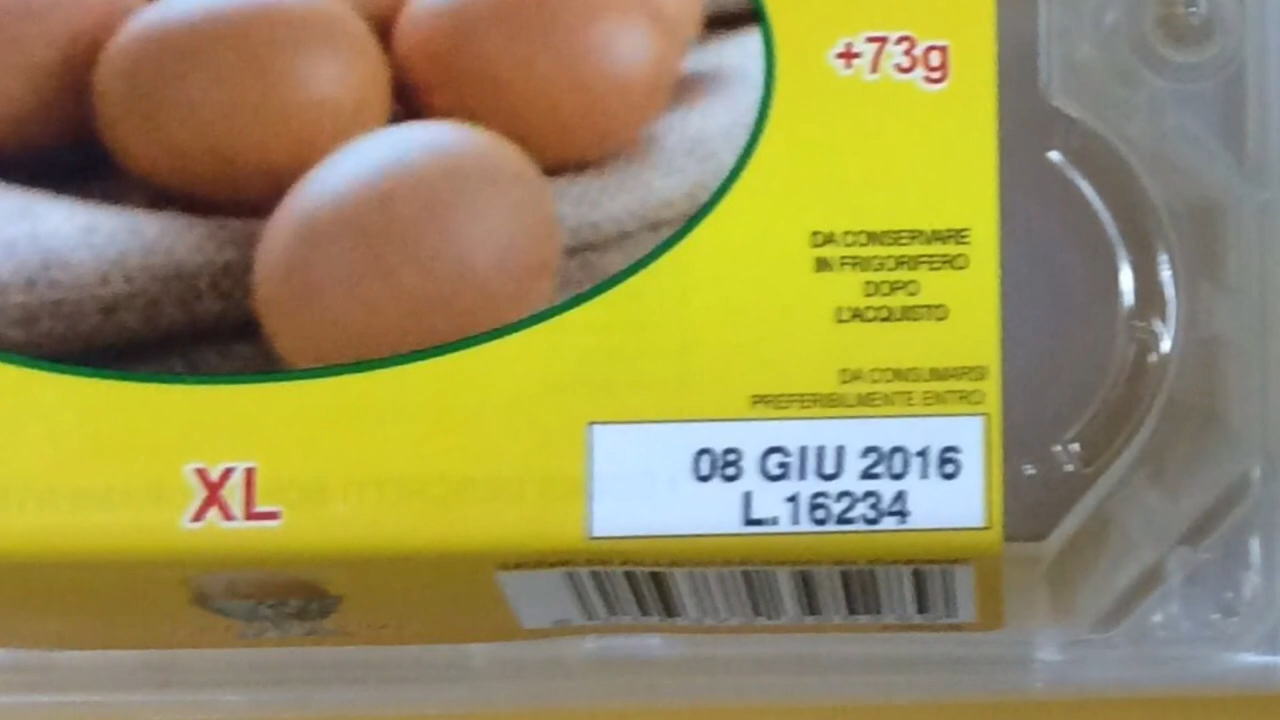 +73g
DA CONSERVARE
IN FRIGORIFERO
DOPO
L'ACQUISTO
DA CONSUMARSI
PREFERIBILMENTE ENTRO
08 GIU 2016
L.16234
XL